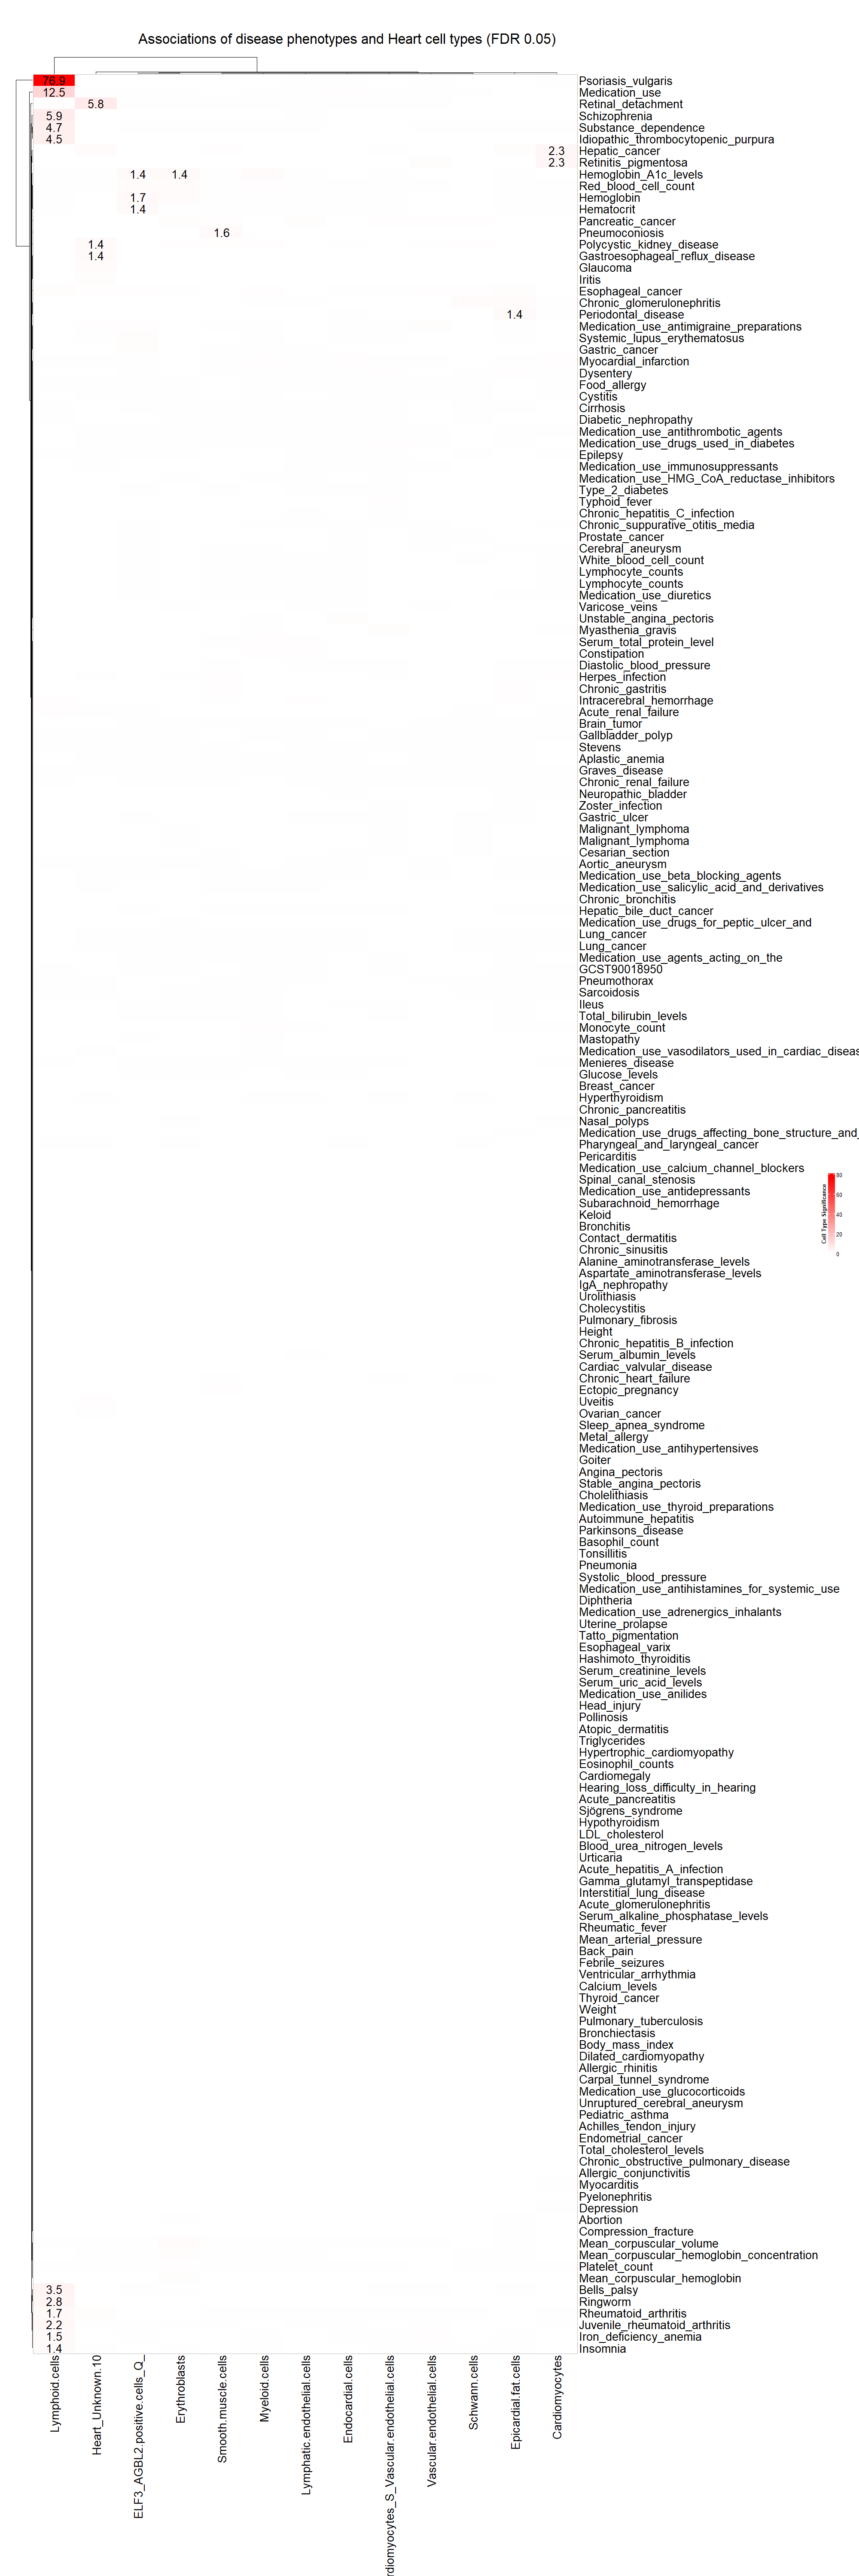 Associations of disease phenotypes and Heart cell types (FDR 0.05)
76.9 Psoriasis_vulgaris
12.5 Medication_use
5.8 Retinal_detachment
5.9 Schizophrenia
4.7 Substance_dependence
4.5 Idiopathic_thrombocytopenic_purpura
2.3 Hepatic_cancer
2.3 Retinitis_pigmentosa
1.4 1.4 Hemoglobin_A1c_levels
Red_blood_cell_count
1.7 Hemoglobin
1.4 Hematocrit
Pancreatic_cancer
1.6 Pneumoconiosis
1.4 Polycystic_kidney_disease
1.4 Gastroesophageal_reflux_disease
Glaucoma
Iritis
Esophageal_cancer
Chronic_glomerulonephritis
1.4 Periodontal_disease
Medication_use_antimigraine_preparations
Systemic_lupus_erythematosus
Gastric_cancer
Myocardial_infarction
Dysentery
Food_allergy
Cystitis
Cirrhosis
Diabetic_nephropathy
Medication_use_antithrombotic_agents
Medication_use_drugs_used_in_diabetes
Epilepsy
Medication_use_immunosuppressants
Medication_use_HMG_CoA_reductase_inhibitors
Type_2_diabetes
Typhoid_fever
Chronic_hepatitis_C_infection
Chronic_suppurative_otitis_media
Prostate_cancer
Cerebral_aneurysm
White_blood_cell_count
Lymphocyte_counts
Lymphocyte_counts
Medication_use_diuretics
Varicose_veins
Unstable_angina_pectoris
Myasthenia_gravis
Serum_total_protein_level
Constipation
Diastolic_blood_pressure
Herpes_infection
Chronic_gastritis
Intracerebral_hemorrhage
Acute_renal_failure
Brain_tumor
Gallbladder_polyp
Stevens
Aplastic_anemia
Graves_disease
Chronic_renal_failure
Neuropathic_bladder
Zoster_infection
Gastric_ulcer
Malignant_lymphoma
Malignant_lymphoma
Cesarian_section
Aortic_aneurysm
Medication_use_beta_blocking_agents
Medication_use_salicylic_acid_and_derivatives
Chronic_bronchitis
Hepatic_bile_duct_cancer
Medication_use_drugs_for_peptic_ulcer_and
Lung_cancer
Lung_cancer
Medication_use_agents_acting_on_the
GCST90018950
Pneumothorax
Sarcoidosis
Ileus
Total_bilirubin_levels
Monocyte_count
Mastopathy
Medication_use_vasodilators_used_in_cardiac_diseas
Menieres_disease
Glucose_levels
Breast_cancer
Hyperthyroidism
Chronic_pancreatitis
Nasal_polyps
Medication_use_drugs_affecting_bone_structure_and_
Pharyngeal_and_laryngeal_cancer
Pericarditis
Medication_use_calcium_channel_blockers
Spinal_canal_stenosis
Medication_use_antidepressants
Subarachnoid_hemorrhage
Keloid
Bronchitis
Contact_dermatitis
Chronic_sinusitis
Alanine_aminotransferase_levels
Aspartate_aminotransferase_levels
IgA_nephropathy
Urolithiasis
Cholecystitis
Pulmonary_fibrosis
Height
Chronic_hepatitis_B_infection
Serum_albumin_levels
Cardiac_valvular_disease
Chronic_heart_failure
Ectopic_pregnancy
Uveitis
Ovarian_cancer
Sleep_apnea_syndrome
Metal_allergy
Medication_use_antihypertensives
Goiter
Angina_pectoris
Stable_angina_pectoris
Cholelithiasis
Medication_use_thyroid_preparations
Autoimmune_hepatitis
Parkinsons_disease
Basophil_count
Tonsillitis
Pneumonia
Systolic_blood_pressure
Medication_use_antihistamines_for_systemic_use
Diphtheria
Medication_use_adrenergics_inhalants
Uterine_prolapse
Tatto_pigmentation
Esophageal_varix
Hashimoto_thyroiditis
Serum_creatinine_levels
Serum_uric_acid_levels
Medication_use_anilides
Head_injury
Pollinosis
Atopic_dermatitis
Triglycerides
Hypertrophic_cardiomyopathy
Eosinophil_counts
Cardiomegaly
Hearing_loss_difficulty_in_hearing
Acute_pancreatitis
Sjögrens_syndrome
Hypothyroidism
LDL_cholesterol
Blood_urea_nitrogen_levels
Urticaria
Acute_hepatitis_A_infection
Gamma_glutamyl_transpeptidase
Interstitial_lung_disease
Acute_glomerulonephritis
Serum_alkaline_phosphatase_levels
Rheumatic_fever
Mean_arterial_pressure
Back_pain
Febrile_seizures
Ventricular_arrhythmia
Calcium_levels
Thyroid_cancer
Weight
Pulmonary_tuberculosis
Bronchiectasis
Body_mass_index
Dilated_cardiomyopathy
Allergic_rhinitis
Carpal_tunnel_syndrome
Medication_use_glucocorticoids
Unruptured_cerebral_aneurysm
Pediatric_asthma
Achilles_tendon_injury
Endometrial_cancer
Total_cholesterol_levels
Chronic_obstructive_pulmonary_disease
Allergic_conjunctivitis
Myocarditis
Pyelonephritis
Depression
Abortion
Compression_fracture
Mean_corpuscular_volume
Mean_corpuscular_hemoglobin_concentration
Platelet_count
Mean_corpuscular_hemoglobin
3.5 Bells_palsy
2.8 Ringworm
1.7 Rheumatoid_arthritis
2.2 Juvenile_rheumatoid_arthritis
1.5 Iron_deficiency_anemia
1.4 Insomnia
Lymphoid.cells
Heart_Unknown.10
ELF3_AGBL2.positive.cells_Q_
Erythroblasts
Smooth.muscle.cells
Myeloid.cells
Lymphatic.endothelial.cells
Endocardial.cells
diomyocytes_S_Vascular.endothelial.cells
Vascular.endothelial.cells
Schwann.cells
Epicardial.fat.cells
Cardiomyocytes
Cell Type Significance
80
60
40
20
0